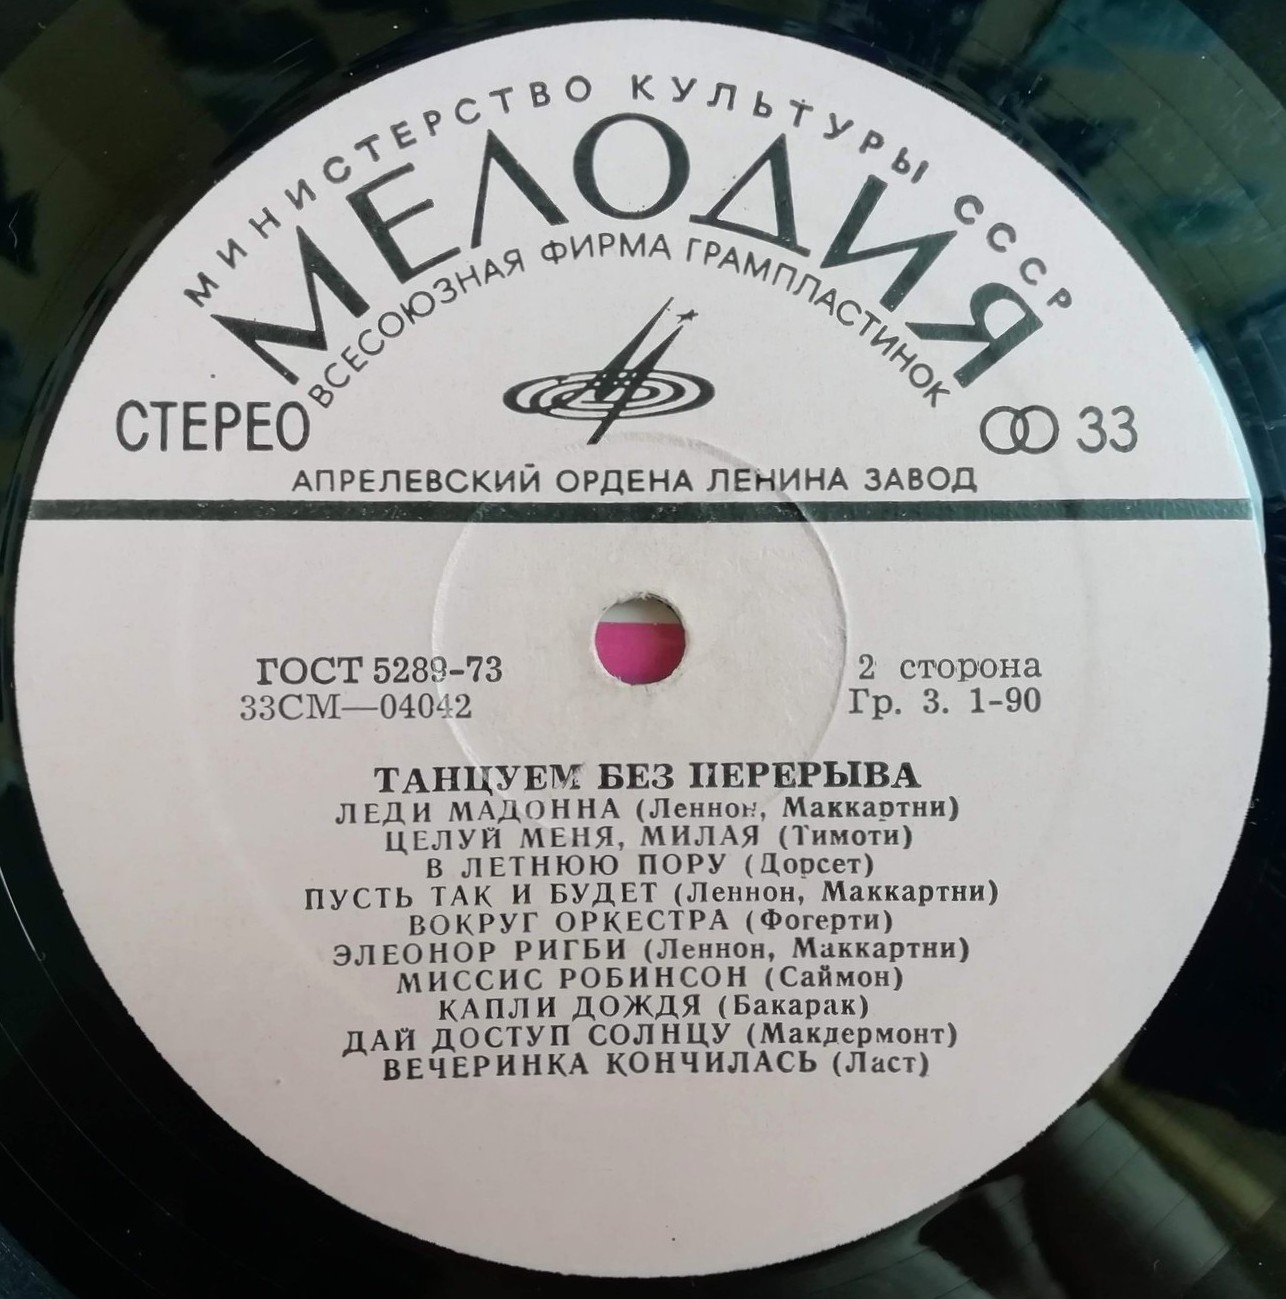 МИНИСТЕРСТВО КУЛЬТУРЫ СССР
МЕЛОДИЯ
ВСЕСОЮЗНАЯ ФИРМА ГРАМПЛАСТИНОК
СТЕРЕО
33
АПРЕЛЕВСКИЙ ОРДЕНА ЛЕНИНА ЗАВОД
ГОСТ 5289-73
2 сторона
33СМ—04042
Гр. 3. 1-90
ТАНЦУЕМ БЕЗ ПЕРЕРЫВА
ЛЕДИ МАДОННА (Леннон, Маккартни)
ЦЕЛУЙ МЕНЯ, МИЛАЯ (Тимоти)
В ЛЕТНЮЮ ПОРУ (Дорсет)
ПУСТЬ ТАК И БУДЕТ (Леннон, Маккартни)
ВОКРУГ ОРКЕСТРА (Фогерти)
ЭЛЕОНОР РИГБИ (Леннон, Маккартни)
МИССИС РОБИНСОН (Саймон)
КАПЛИ ДОЖДЯ (Бакарак)
ДАЙ ДОСТУП СОЛНЦУ (Макдермонт)
ВЕЧЕРИНКА КОНЧИЛАСЬ (Ласт)